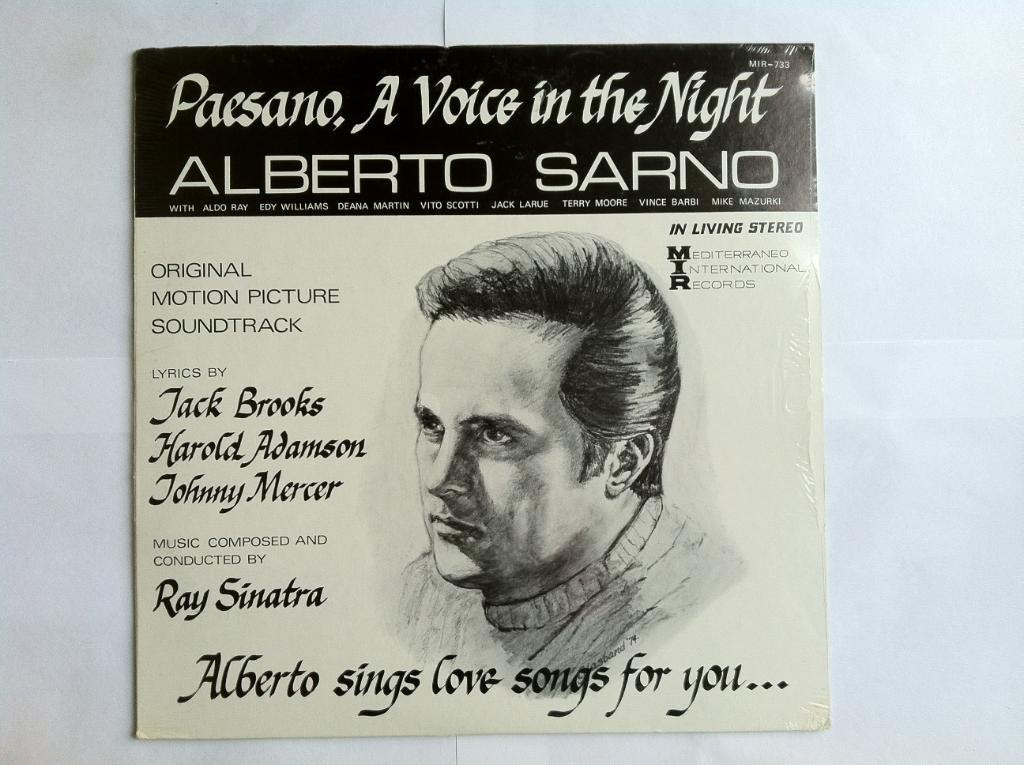 MIR-733
Paesano, A Voice in the Night
ALBERTO SARNO
WITH ALDO RAY EDY WILLIAMS DEANA MARTIN VITO SCOTTI JACK LARUE TERRY MOORE VINCE BARBI MIKE MAZURKI
IN LIVING STEREO
MEDITERRANEO
INTERNATIONAL
RECORDS
ORIGINAL
MOTION PICTURE
SOUNDTRACK
LYRICS BY
Jack Brooks
Harold Adamson
Johnny Mercer
MUSIC COMPOSED AND
CONDUCTED BY
Ray Sinatra
'74
Alberto sings love songs for you...